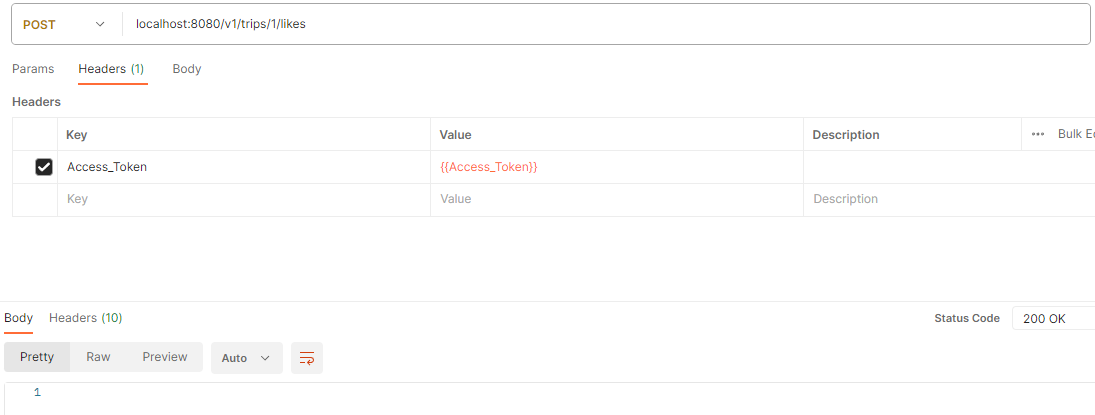 POST localhost:8080/v1/trips/1/likes
Params Headers (1) Body
Headers
Key Value Description ••• Bulk Ec
Access_Token {{Access_Token}}
Key Value Description
Body Headers (10) Status Code 200 OK
Pretty Raw Preview Auto
1